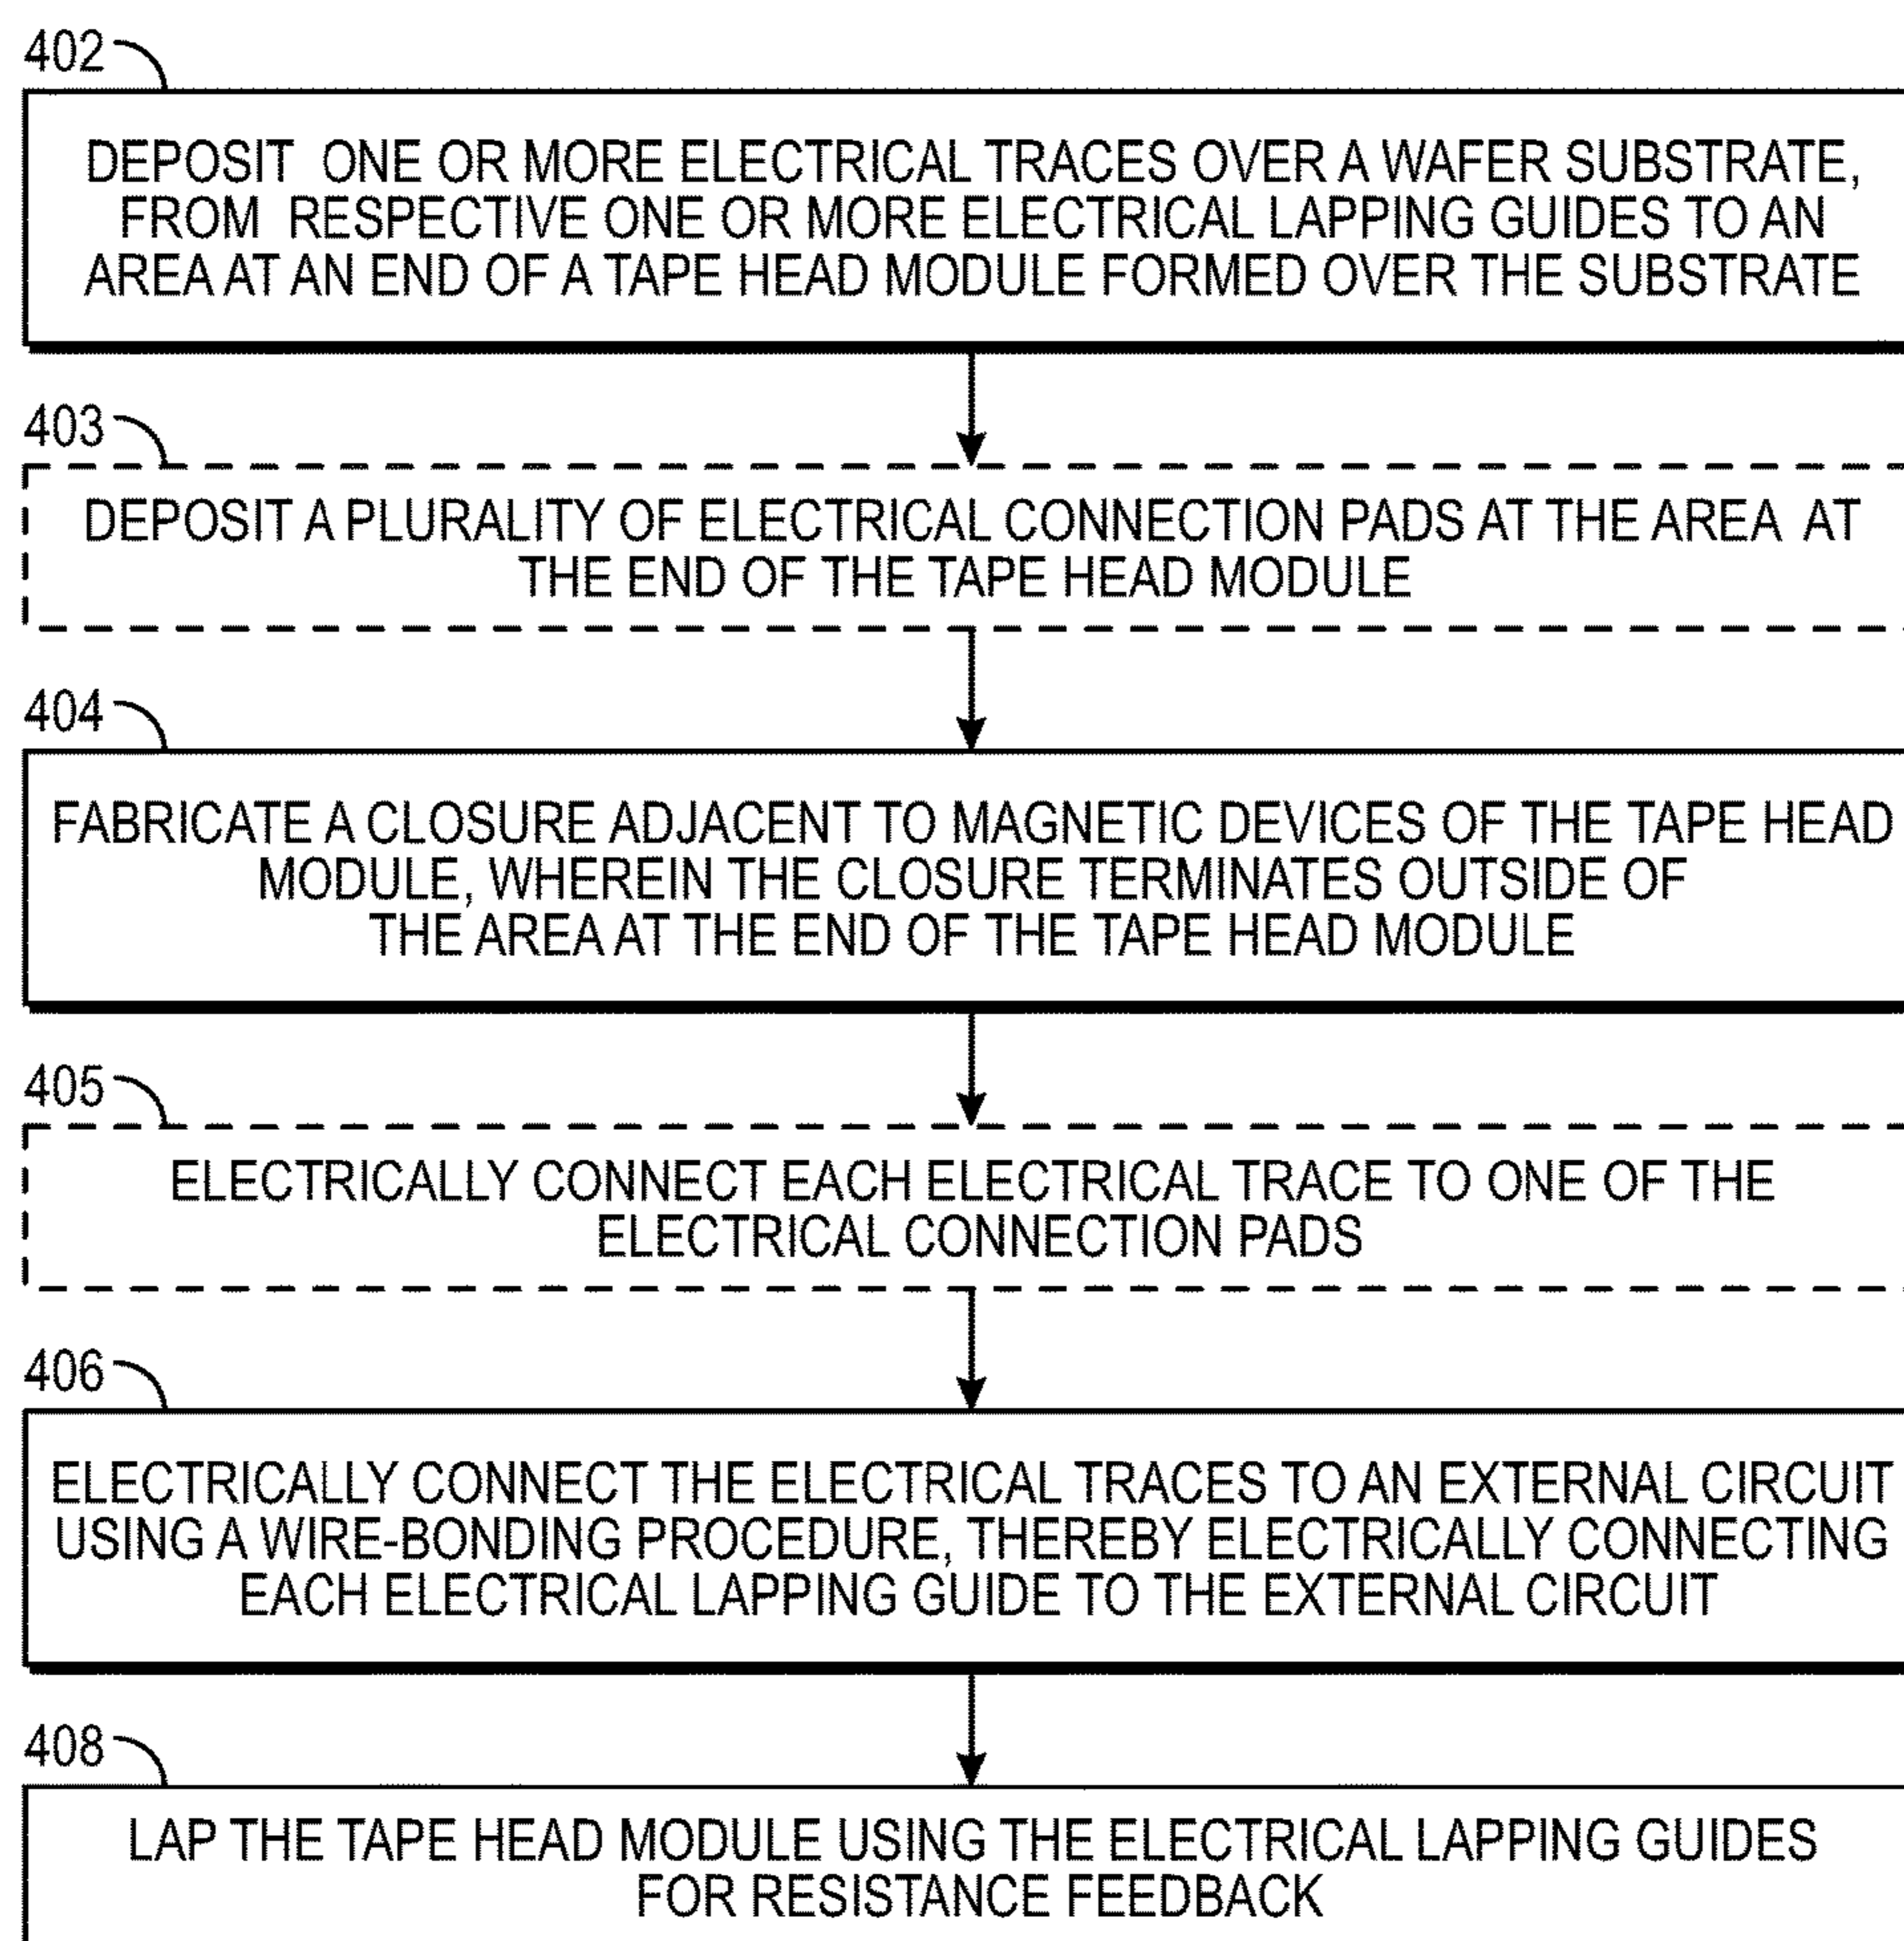 402
DEPOSIT ONE OR MORE ELECTRICAL TRACES OVER A WAFER SUBSTRATE,
FROM RESPECTIVE ONE OR MORE ELECTRICAL LAPPING GUIDES TO AN
AREA AT AN END OF A TAPE HEAD MODULE FORMED OVER THE SUBSTRATE
403
DEPOSIT A PLURALITY OF ELECTRICAL CONNECTION PADS AT THE AREA AT
THE END OF THE TAPE HEAD MODULE
404
FABRICATE A CLOSURE ADJACENT TO MAGNETIC DEVICES OF THE TAPE HEAD
MODULE, WHEREIN THE CLOSURE TERMINATES OUTSIDE OF
THE AREA AT THE END OF THE TAPE HEAD MODULE
405
ELECTRICALLY CONNECT EACH ELECTRICAL TRACE TO ONE OF THE
ELECTRICAL CONNECTION PADS
406
ELECTRICALLY CONNECT THE ELECTRICAL TRACES TO AN EXTERNAL CIRCUIT
USING A WIRE-BONDING PROCEDURE, THEREBY ELECTRICALLY CONNECTING
EACH ELECTRICAL LAPPING GUIDE TO THE EXTERNAL CIRCUIT
408
LAP THE TAPE HEAD MODULE USING THE ELECTRICAL LAPPING GUIDES
FOR RESISTANCE FEEDBACK